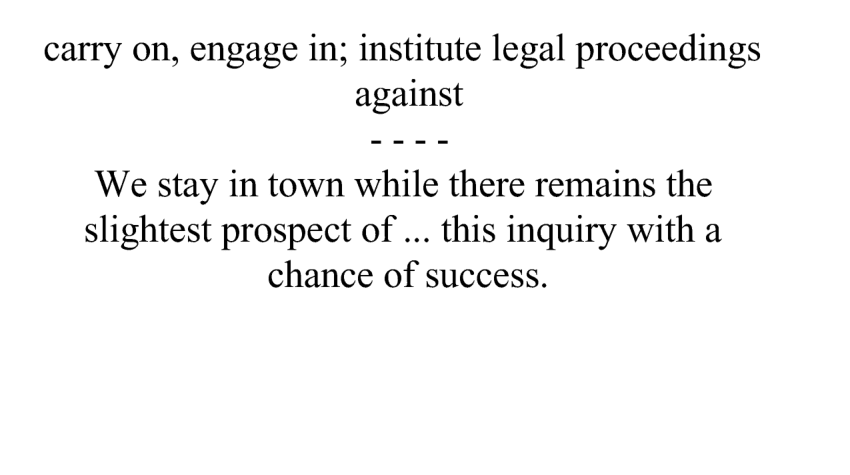 carry on, engage in; institute legal proceedings
against
- - - -
We stay in town while there remains the
slightest prospect of ... this inquiry with a
chance of success.